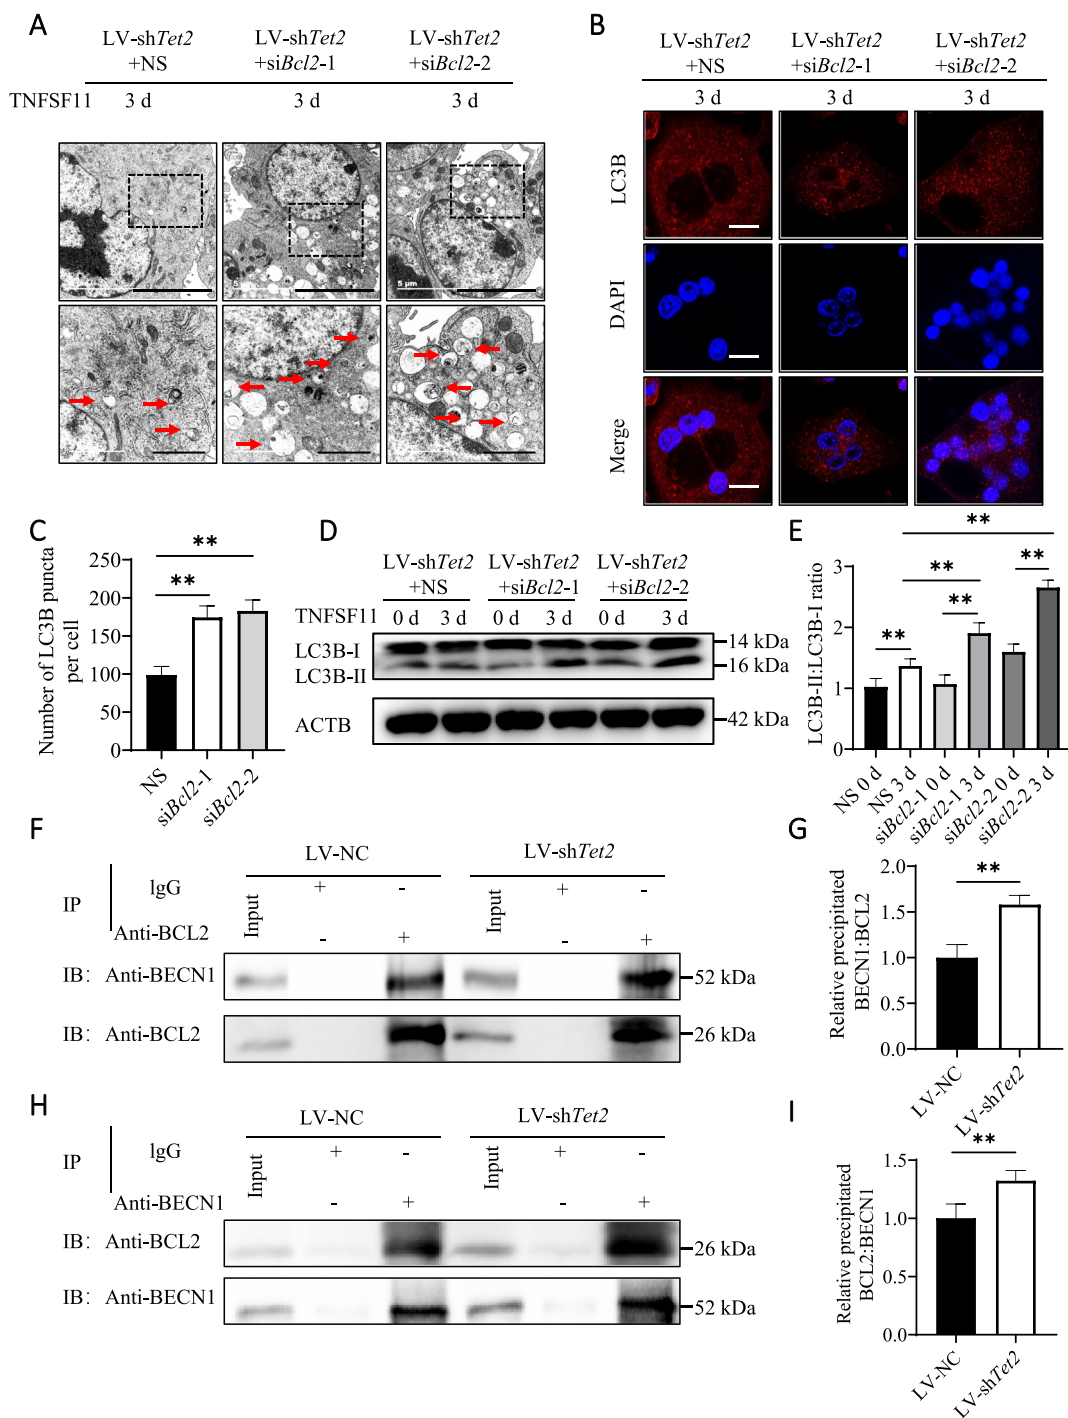 A
LV-shTet2 +NS
LV-shTet2 +siBcl2-1
LV-shTet2 +siBcl2-2
TNFSF11 3 d 3 d 3 d
5 μm
5 μm
B
LV-shTet2 +NS
LV-shTet2 +siBcl2-1
LV-shTet2 +siBcl2-2
3 d 3 d 3 d
LC3B
DAPI
Merge
C
Number of LC3B puncta per cell
250
200
150
100
50
0
** **
NS
siBcl2-1
siBcl2-2
D
LV-shTet2 +NS
LV-shTet2 +siBcl2-1
LV-shTet2 +siBcl2-2
TNFSF11 0 d 3 d 0 d 3 d 0 d 3 d
LC3B-I
LC3B-II
ACTB
14 kDa
16 kDa
42 kDa
E
LC3B-II:LC3B-I ratio
3
2
1
0
** ** ** ** **
NS 0 d
NS 3 d
siBcl2-1 0 d
siBcl2-1 3 d
siBcl2-2 0 d
siBcl2-2 3 d
F
LV-NC LV-shTet2
IP
lgG + - + -
Anti-BCL2 - + - +
Input Input
IB: Anti-BECN1 52 kDa
IB: Anti-BCL2 26 kDa
G
Relative precipitated BECN1:BCL2
2.0
1.5
1.0
0.5
0.0
**
LV-NC
LV-shTet2
H
LV-NC LV-shTet2
IP
lgG + - + -
Anti-BECN1 - + - +
Input Input
IB: Anti-BCL2 26 kDa
IB: Anti-BECN1 52 kDa
I
Relative precipitated BCL2:BECN1
1.5
1.0
0.5
0.0
**
LV-NC
LV-shTet2